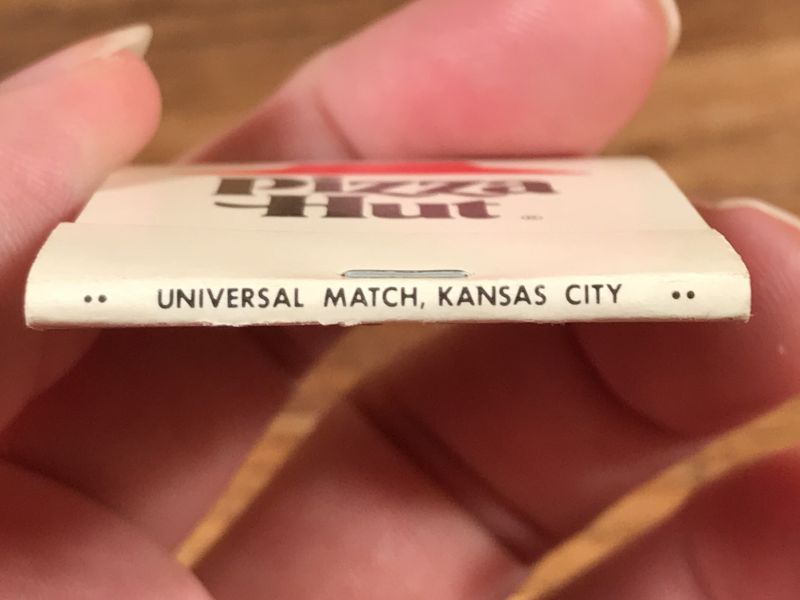 Pizza
Hut ®
•• UNIVERSAL MATCH, KANSAS CITY ••